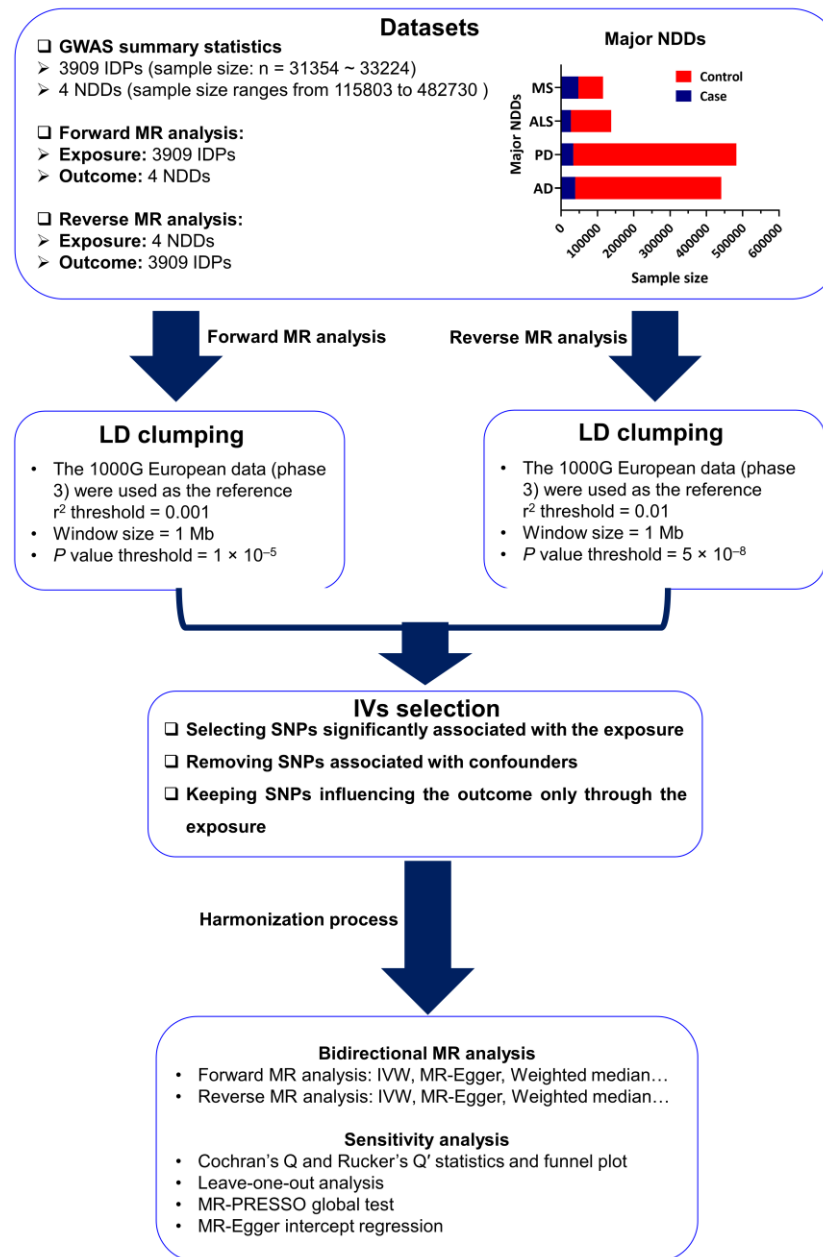 Datasets
❑ GWAS summary statistics
➢ 3909 IDPs (sample size: n = 31354 ~ 33224)
➢ 4 NDDs (sample size ranges from 115803 to 482730 )
❑ Forward MR analysis:
➢ Exposure: 3909 IDPs
➢ Outcome: 4 NDDs
❑ Reverse MR analysis:
➢ Exposure: 4 NDDs
➢ Outcome: 3909 IDPs
Major NDDs
Control
Case
Major NDDs
MS
ALS
PD
AD
0
100000
200000
300000
400000
500000
600000
Sample size
Forward MR analysis
Reverse MR analysis
LD clumping
• The 1000G European data (phase
3) were used as the reference
r² threshold = 0.001
• Window size = 1 Mb
• P value threshold = 1 × 10⁻⁵
LD clumping
• The 1000G European data (phase
3) were used as the reference
r² threshold = 0.01
• Window size = 1 Mb
• P value threshold = 5 × 10⁻⁸
IVs selection
❑ Selecting SNPs significantly associated with the exposure
❑ Removing SNPs associated with confounders
❑ Keeping SNPs influencing the outcome only through the
exposure
Harmonization process
Bidirectional MR analysis
• Forward MR analysis: IVW, MR-Egger, Weighted median…
• Reverse MR analysis: IVW, MR-Egger, Weighted median…
Sensitivity analysis
• Cochran’s Q and Rucker’s Q′ statistics and funnel plot
• Leave-one-out analysis
• MR-PRESSO global test
• MR-Egger intercept regression